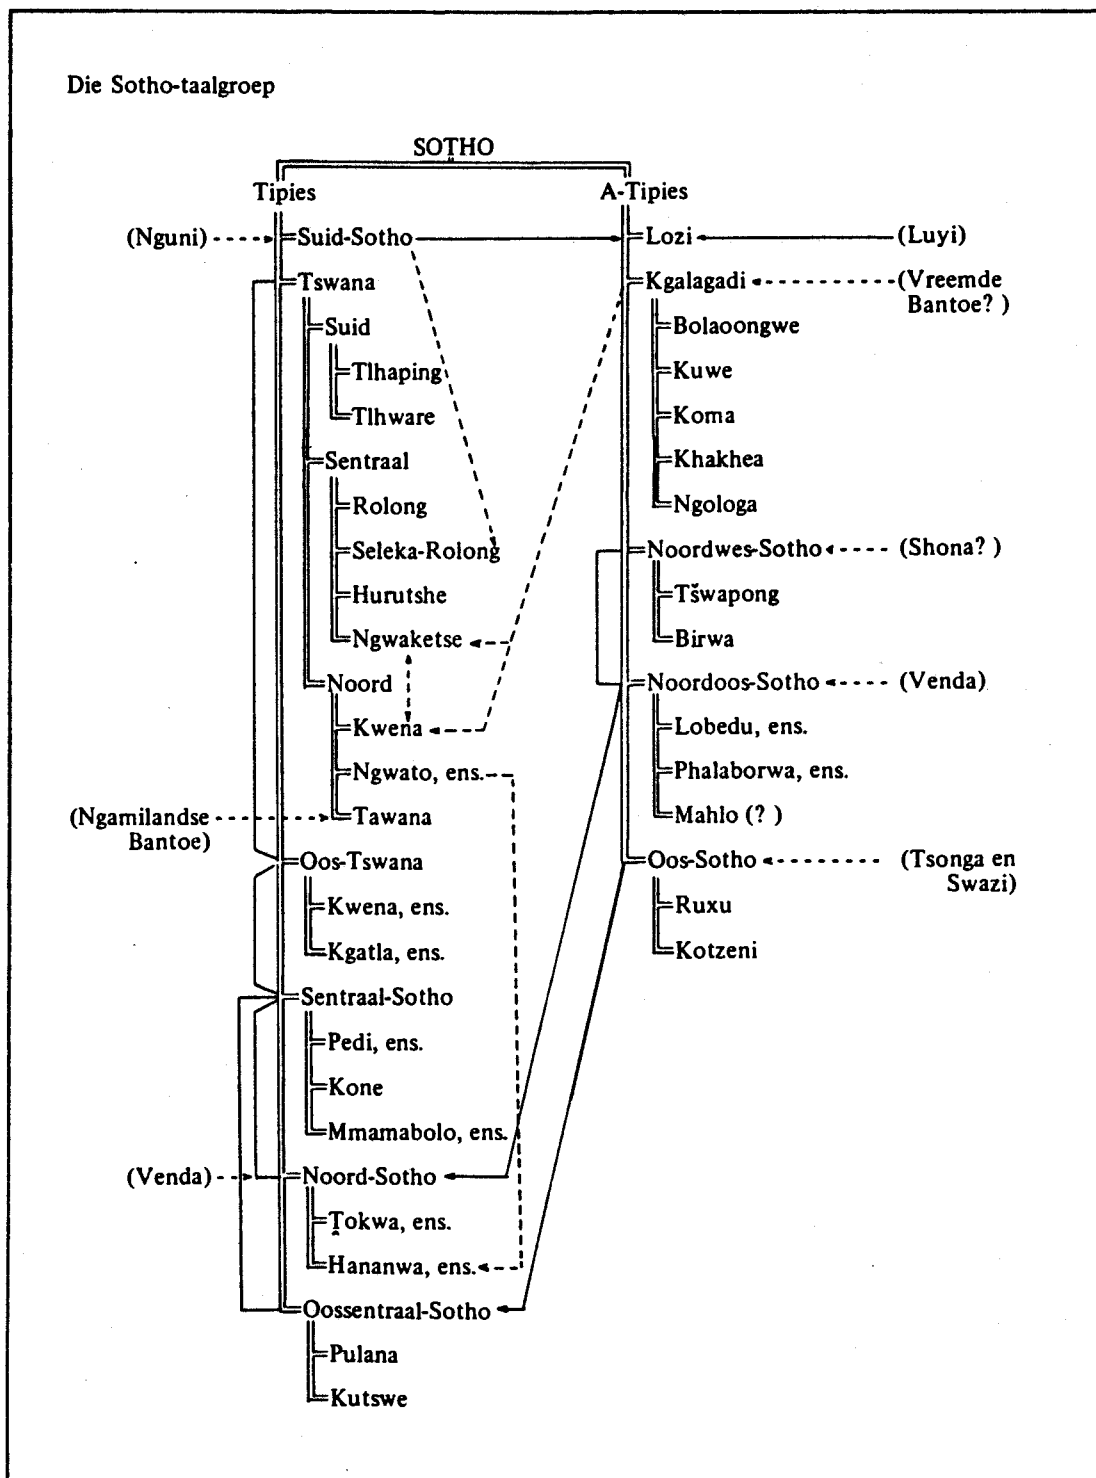 Die Sotho-taalgroep
SOTHO
Tipies
A-Tipies
(Nguni)
Suid-Sotho
Lozi
(Luyi)
Tswana
Kgalagadi
(Vreemde
Bantoe? )
Suid
Bolaoongwe
Tlhaping
Kuwe
Tlhware
Koma
Sentraal
Khakhea
Rolong
Ngologa
Seleka-Rolong
Noordwes-Sotho
(Shona? )
Hurutshe
Tšwapong
Ngwaketse
Birwa
Noord
Noordoos-Sotho
(Venda)
Kwena
Lobedu, ens.
Ngwato, ens.
Phalaborwa, ens.
(Ngamilandse
Bantoe)
Tawana
Mahlo (? )
Oos-Tswana
Oos-Sotho
(Tsonga en
Swazi)
Kwena, ens.
Ruxu
Kgatla, ens.
Kotzeni
Sentraal-Sotho
Pedi, ens.
Kone
Mmamabolo, ens.
(Venda)
Noord-Sotho
Ṱokwa, ens.
Hananwa, ens.
Oossentraal-Sotho
Pulana
Kutswe